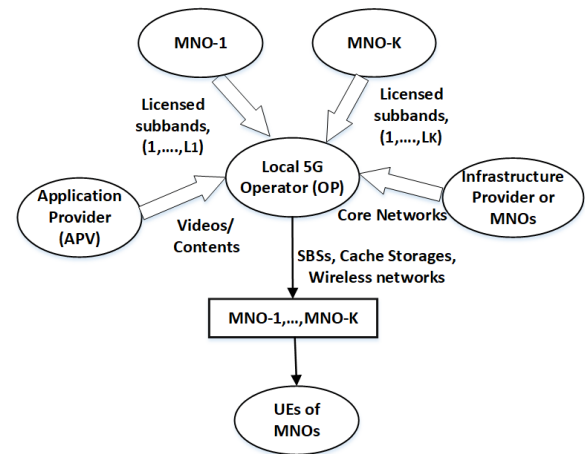 MNO-1
MNO-K
Licensed
subbands,
(1,....,L1)
Licensed
subbands,
(1,....,LK)
Local 5G
Operator (OP)
Application
Provider
(APV)
Infrastructure
Provider or
MNOs
Videos/
Contents
Core Networks
SBSs, Cache Storages,
Wireless networks
MNO-1,...,MNO-K
UEs of
MNOs